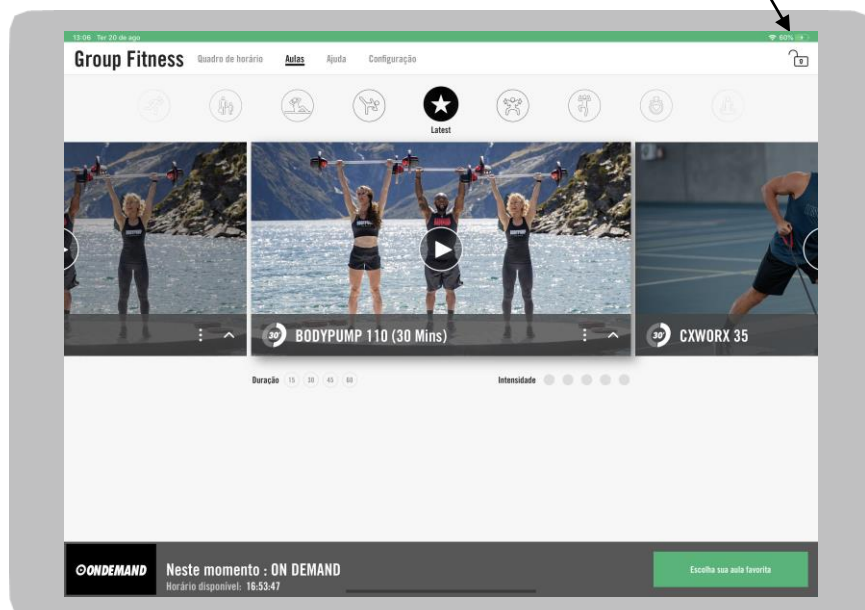 13:06 Ter 20 de ago
60%
Group Fitness Quadro de horário Aulas Ajuda Configuração
Latest
30' BODYPUMP 110 (30 Mins)
30' CXWORX 35
Duração 15 30 45 60 Intensidade
ONDEMAND
Neste momento : ON DEMAND
Horário disponível: 16:53:47
Escolha sua aula favorita